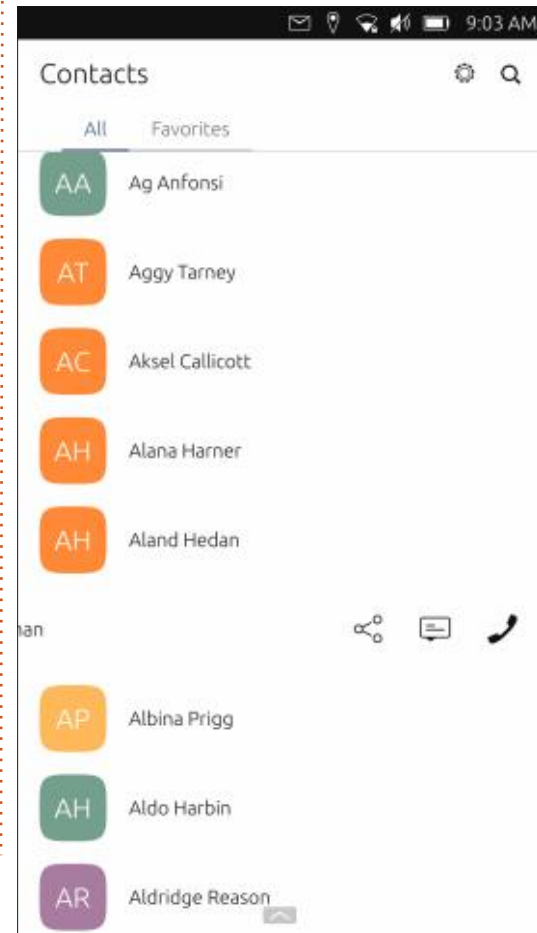 9:03 AM
Contacts
All Favorites
AA Ag Anfonsi
AT Aggy Tarney
AC Aksel Callicott
AH Alana Harner
AH Aland Hedan
nan
AP Albina Prigg
AH Aldo Harbin
AR Aldridge Reason